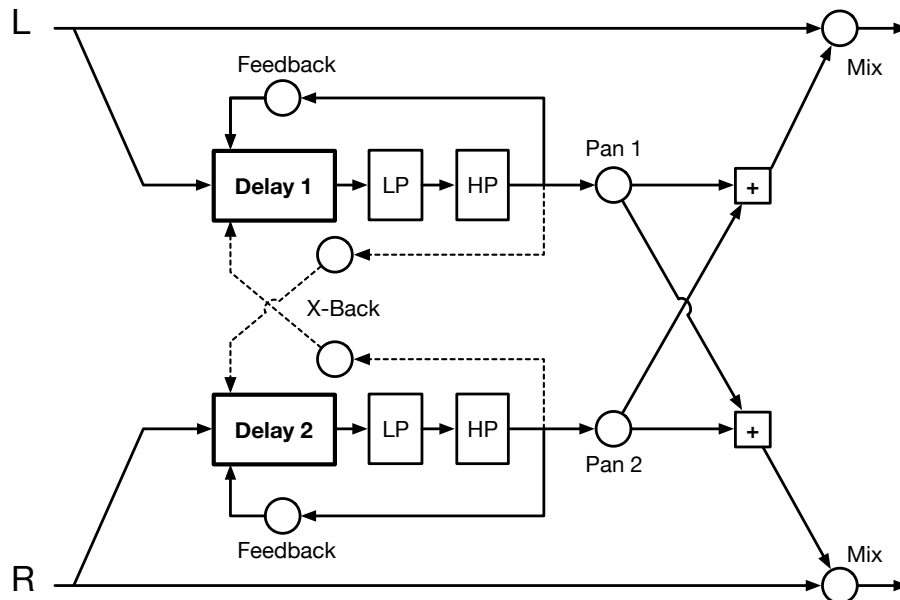 L
Mix
Feedback
Pan 1
Delay 1
LP
HP
+
X-Back
Delay 2
LP
HP
+
Pan 2
Feedback
Mix
R